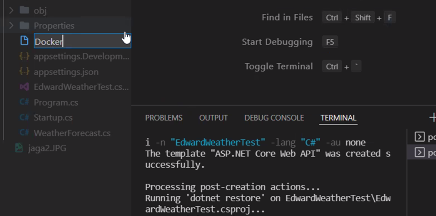 obj
Properties
Docker
appsettings.Developm...
appsettings.json
EdwardWeatherTest.cs...
Program.cs
Startup.cs
WeatherForecast.cs
jaga2.JPG
Find in Files Ctrl + Shift + F
Start Debugging F5
Toggle Terminal Ctrl + `
PROBLEMS OUTPUT DEBUG CONSOLE TERMINAL
i -n "EdwardWeatherTest" -lang "C#" -au none
The template "ASP.NET Core Web API" was created s
uccessfully.
Processing post-creation actions...
Running 'dotnet restore' on EdwardWeatherTest\Edw
ardWeatherTest.csproj...